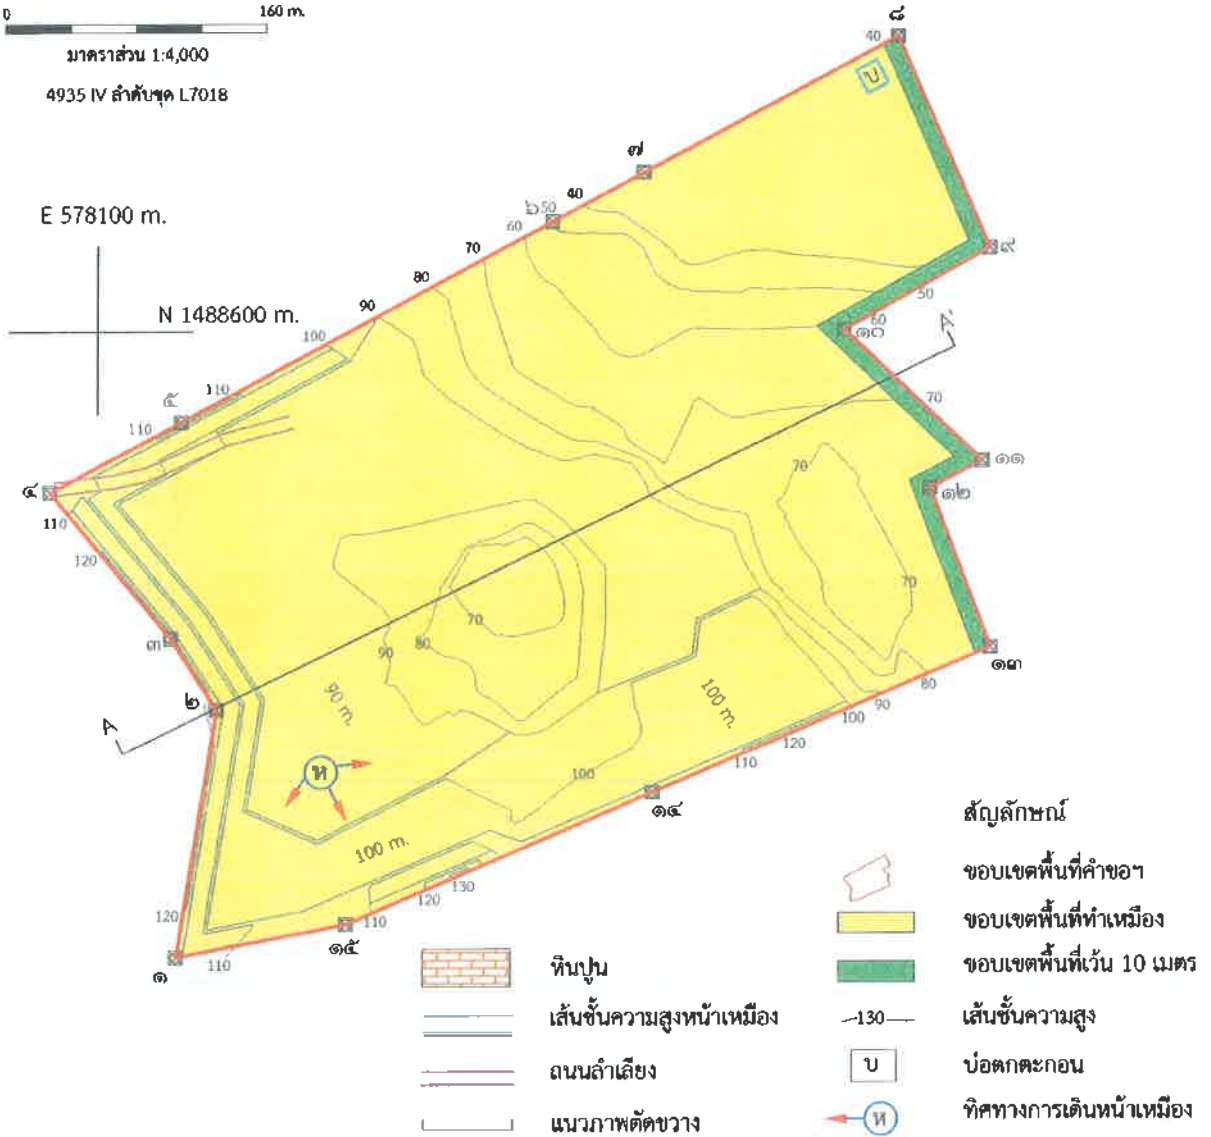 0 160 m.
มาตราส่วน 1:4,000
4935 IV ลำดับชุด L7018
E 578100 m.
N 1488600 m.
๘
40
บ
๗
๖
50
40
60
70
80
90
100
110
๕
110
๔
110
120
๓
๒
A
๙
50
60
๑๐
70
๑๑
๑๒
70
70
๑๓
80
90
100
120
110
70
80
90
90 m.
100 m.
ห
100
๑๔
100 m.
130
120
110
๑๕
120
๑
110
สัญลักษณ์
ขอบเขตพื้นที่คำขอฯ
ขอบเขตพื้นที่ทำเหมือง
ขอบเขตพื้นที่เว้น 10 เมตร
130 เส้นชั้นความสูง
บ บ่อตกตะกอน
ห ทิศทางการเดินหน้าเหมือง
หินปูน
เส้นชั้นความสูงหน้าเหมือง
ถนนลำเลียง
แนวภาพตัดขวาง